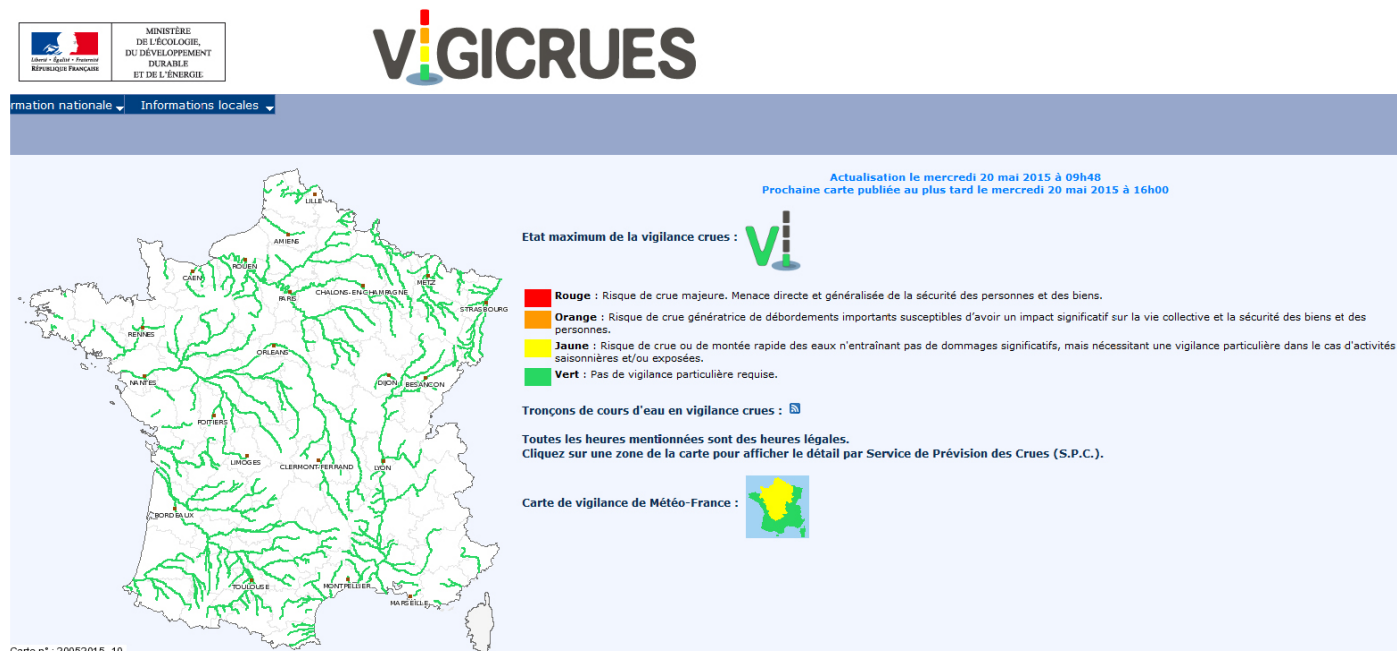 MINISTÈRE
DE L'ÉCOLOGIE,
DU DÉVELOPPEMENT
DURABLE
ET DE L'ÉNERGIE
Liberté • Égalité • Fraternité
RÉPUBLIQUE FRANÇAISE
VIGICRUES
rmation nationale
Informations locales
Actualisation le mercredi 20 mai 2015 à 09h48
Prochaine carte publiée au plus tard le mercredi 20 mai 2015 à 16h00
LILLE
AMIENS
ROUEN
CAEN
METZ
PARIS
CHALONS-EN-CHAMPAGNE
STRASBOURG
RENNES
ORLEANS
NANTES
DIJON
BESANCON
POITIERS
LIMOGES
CLERMONT-FERRAND
LYON
BORDEAUX
TOULOUSE
MONTPELLIER
MARSEILLE
Etat maximum de la vigilance crues :
Vi
Rouge : Risque de crue majeure. Menace directe et généralisée de la sécurité des personnes et des biens.
Orange : Risque de crue génératrice de débordements importants susceptibles d'avoir un impact significatif sur la vie collective et la sécurité des biens et des
personnes.
Jaune : Risque de crue ou de montée rapide des eaux n'entraînant pas de dommages significatifs, mais nécessitant une vigilance particulière dans le cas d'activités
saisonnières et/ou exposées.
Vert : Pas de vigilance particulière requise.
Tronçons de cours d'eau en vigilance crues :
Toutes les heures mentionnées sont des heures légales.
Cliquez sur une zone de la carte pour afficher le détail par Service de Prévision des Crues (S.P.C.).
Carte de vigilance de Météo-France :